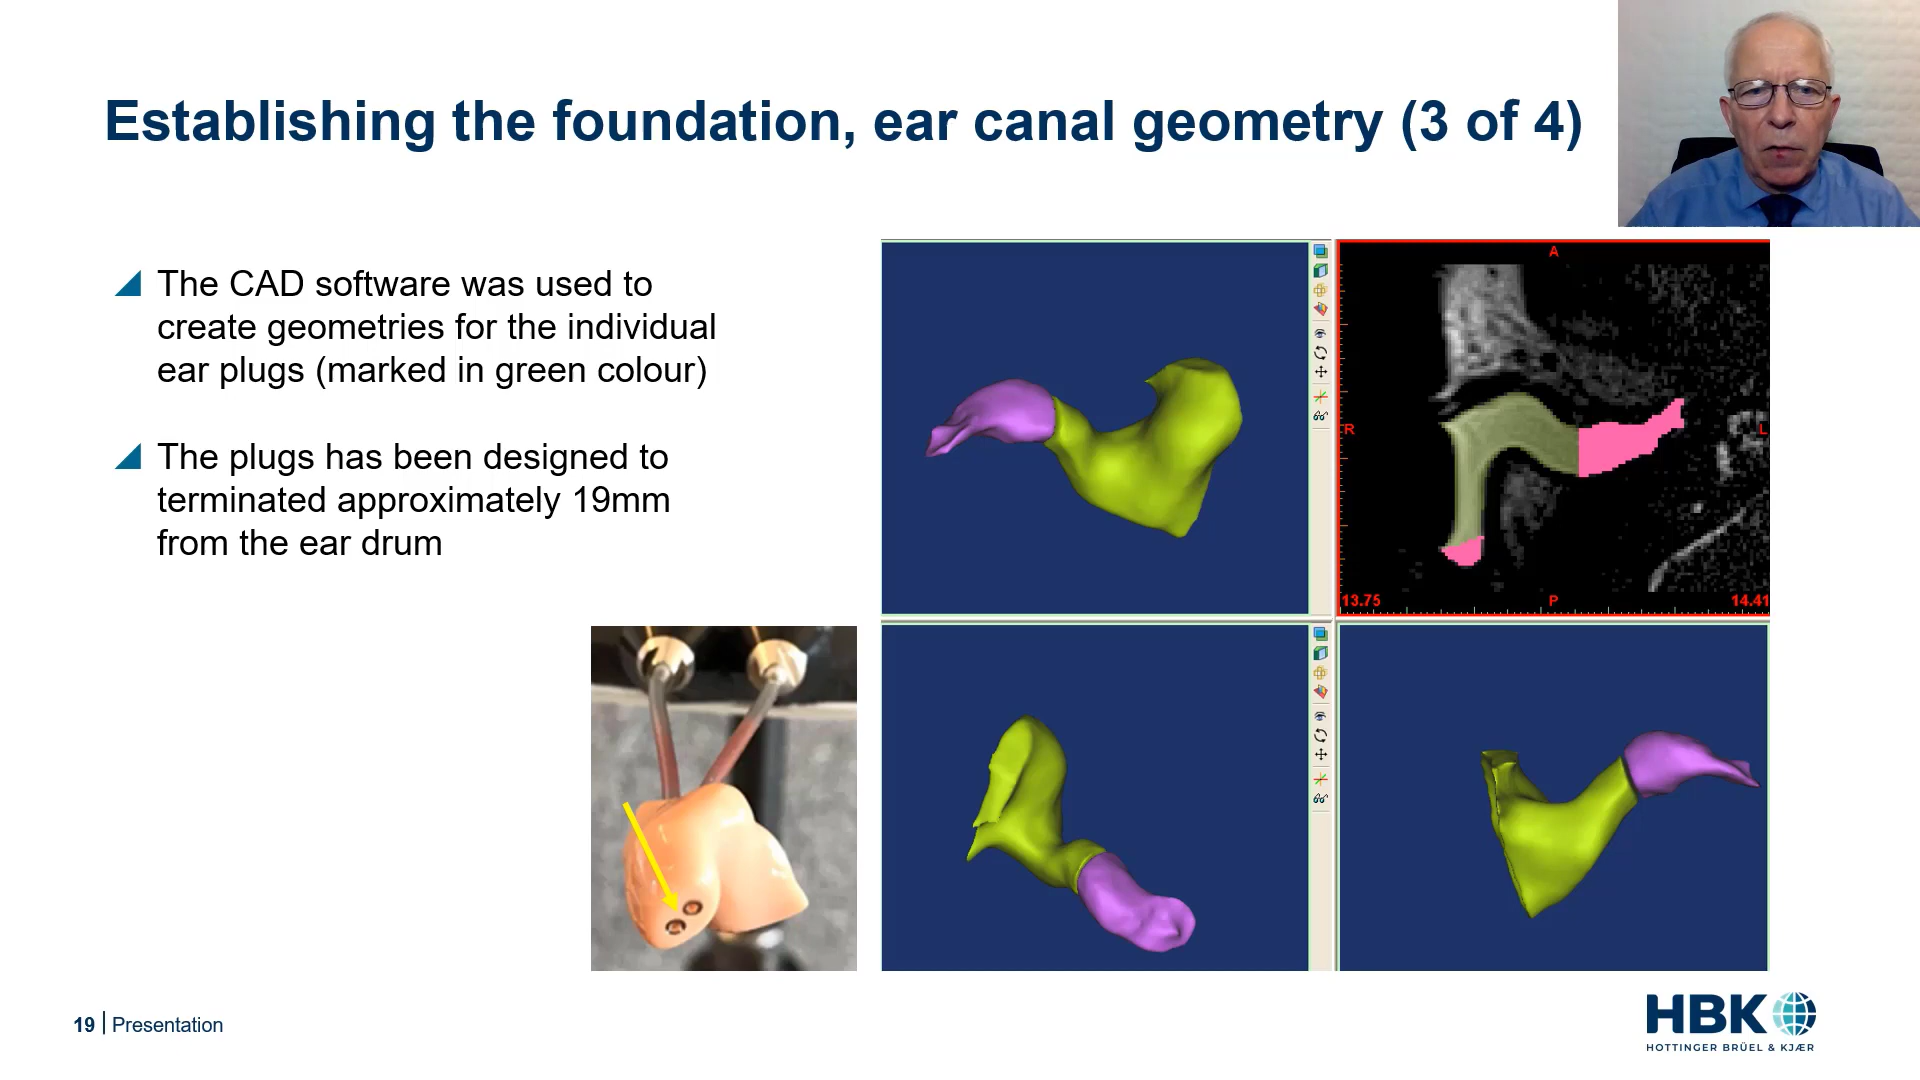 Establishing the foundation, ear canal geometry (3 of 4)
The CAD software was used to
create geometries for the individual
ear plugs (marked in green colour)
The plugs has been designed to
terminated approximately 19mm
from the ear drum
A
R
L
13.75
P
14.41
19 | Presentation
HBK
HOTTINGER BRÜEL & KJÆR